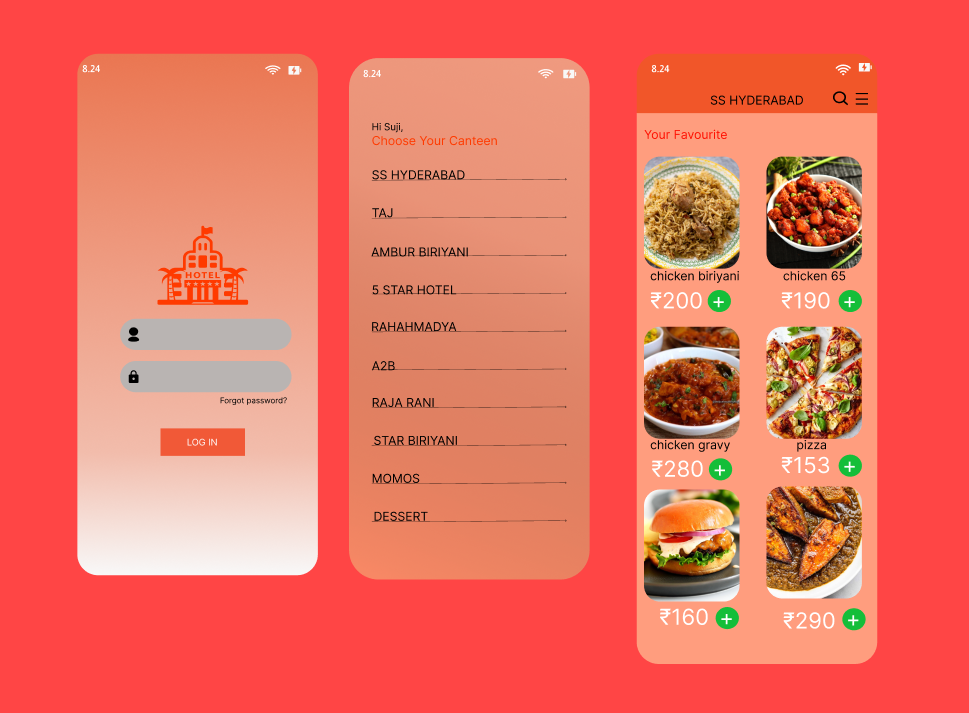 8.24
HOTEL
Forgot password?
LOG IN
8.24
Hi Suji,
Choose Your Canteen
SS HYDERABAD
TAJ
AMBUR BIRIYANI
5 STAR HOTEL
RAHAHMADYA
A2B
RAJA RANI
STAR BIRIYANI
MOMOS
DESSERT
8.24
SS HYDERABAD
Your Favourite
chicken biriyani
chicken 65
₹200 +
₹190 +
chicken gravy
pizza
₹280 +
₹153 +
₹160 +
₹290 +